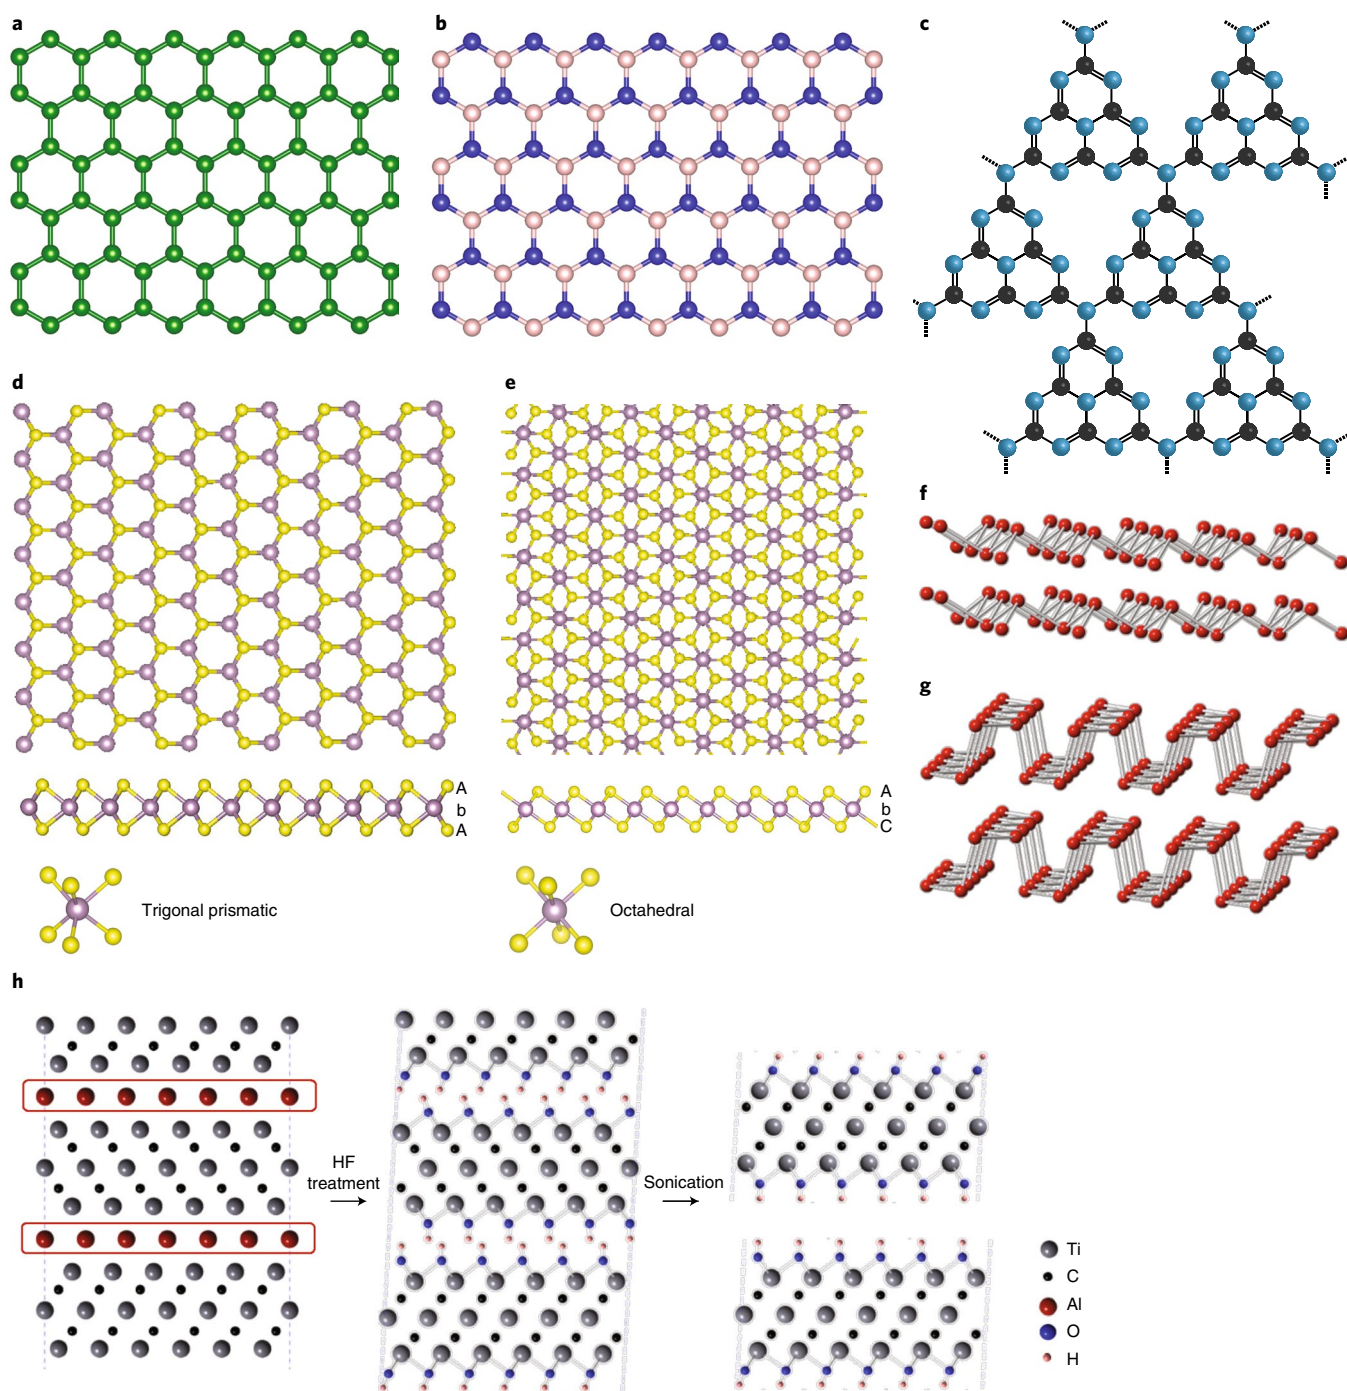 a
b
c
d
e
A
b
A
A
b
C
Trigonal prismatic
Octahedral
f
g
h
HF
treatment
Sonication
Ti
C
Al
O
H